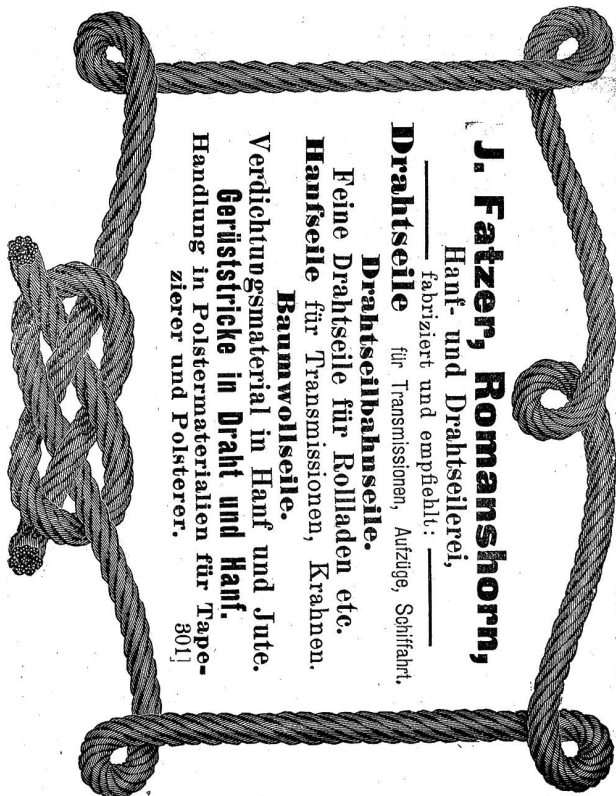 J. Fatzer, Romanshorn,
Hanf- und Drahtseilerei,
fabriziert und empfiehlt:
Drahtseile für Transmissionen, Aufzüge, Schiffahrt.
Drahtseilbahnseile.
Feine Drahtseile für Rollladen etc.
Hanfseile für Transmissionen, Krahnen.
Baumwollseile.
Verdichtungsmaterial in Hanf und Jute.
Gerüststricke in Draht und Hanf.
Handlung in Polstermaterialien für Tape-
zierer und Polsterer. 301]